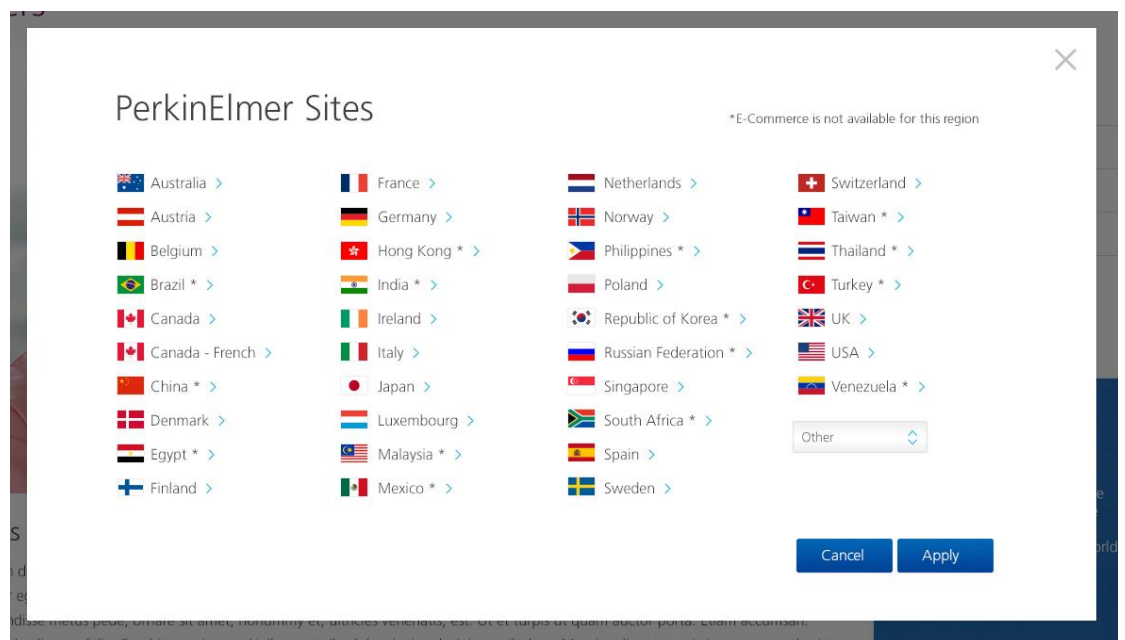 PerkinElmer Sites
*E-Commerce is not available for this region
Australia
Austria
Belgium
Brazil *
Canada
Canada - French
China *
Denmark
Egypt *
Finland
France
Germany
Hong Kong *
India *
Ireland
Italy
Japan
Luxembourg
Malaysia *
Mexico *
Netherlands
Norway
Philippines *
Poland
Republic of Korea *
Russian Federation *
Singapore
South Africa *
Spain
Sweden
Switzerland
Taiwan *
Thailand *
Turkey *
UK
USA
Venezuela *
Other
Cancel
Apply